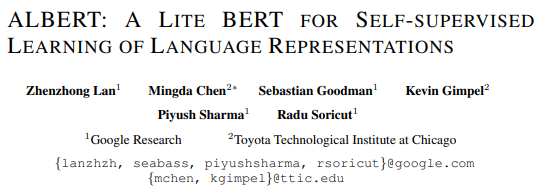 ALBERT: A LITE BERT FOR SELF-SUPERVISED
LEARNING OF LANGUAGE REPRESENTATIONS
Zhenzhong Lan¹ Mingda Chen²* Sebastian Goodman¹ Kevin Gimpel²
Piyush Sharma¹ Radu Soricut¹
¹Google Research ²Toyota Technological Institute at Chicago
{lanzhzh, seabass, piyushsharma, rsoricut}@google.com
{mchen, kgimpel}@ttic.edu